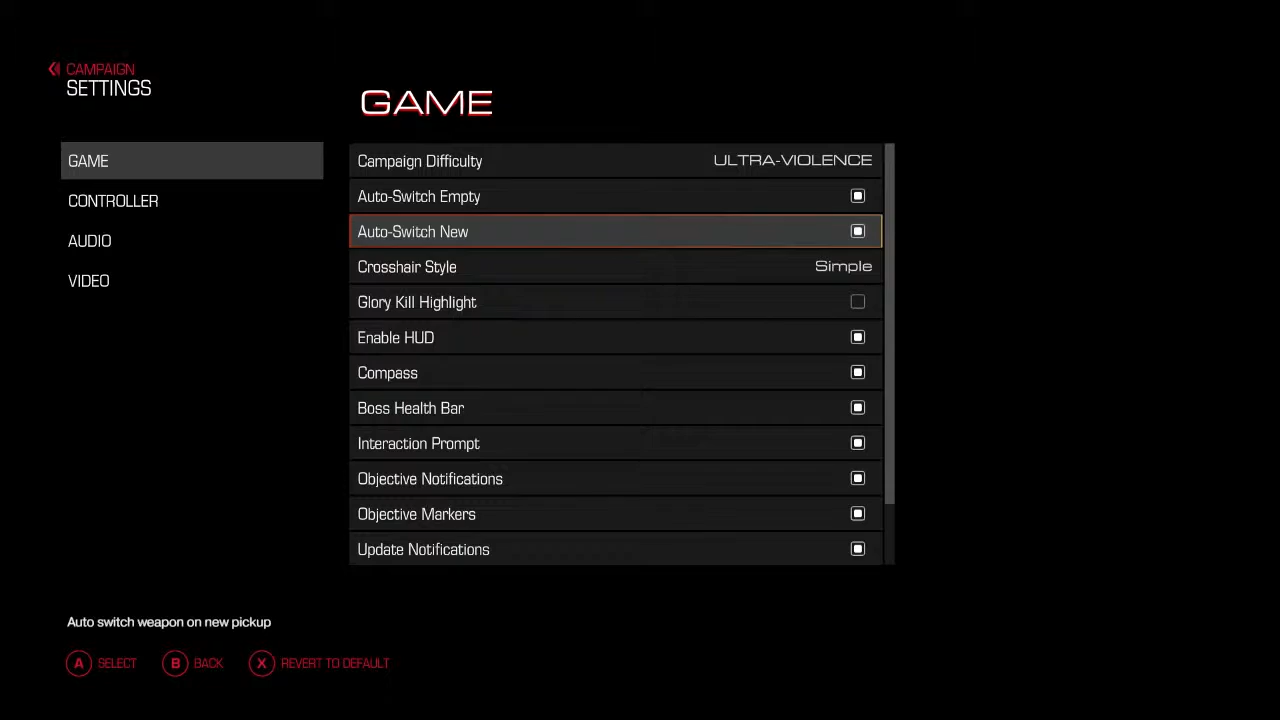 CAMPAIGN
SETTINGS
GAME
GAME
CONTROLLER
AUDIO
VIDEO
Campaign Difficulty ULTRA-VIOLENCE
Auto-Switch Empty
Auto-Switch New
Crosshair Style Simple
Glory Kill Highlight
Enable HUD
Compass
Boss Health Bar
Interaction Prompt
Objective Notifications
Objective Markers
Update Notifications
Auto switch weapon on new pickup
A SELECT B BACK X REVERT TO DEFAULT